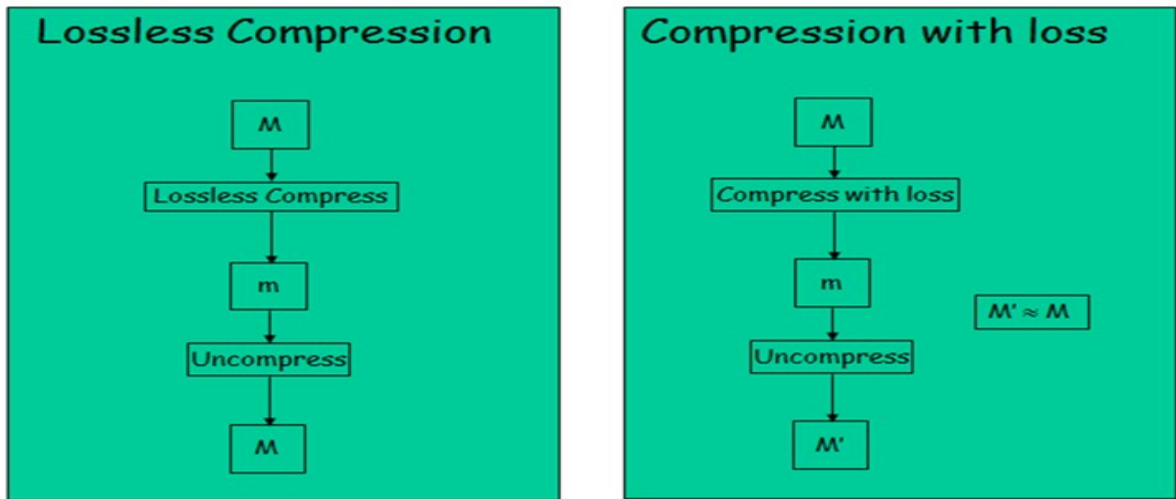 Lossless Compression
M
Lossless Compress
m
Uncompress
M
Compression with loss
M
Compress with loss
m
M' ≈ M
Uncompress
M'